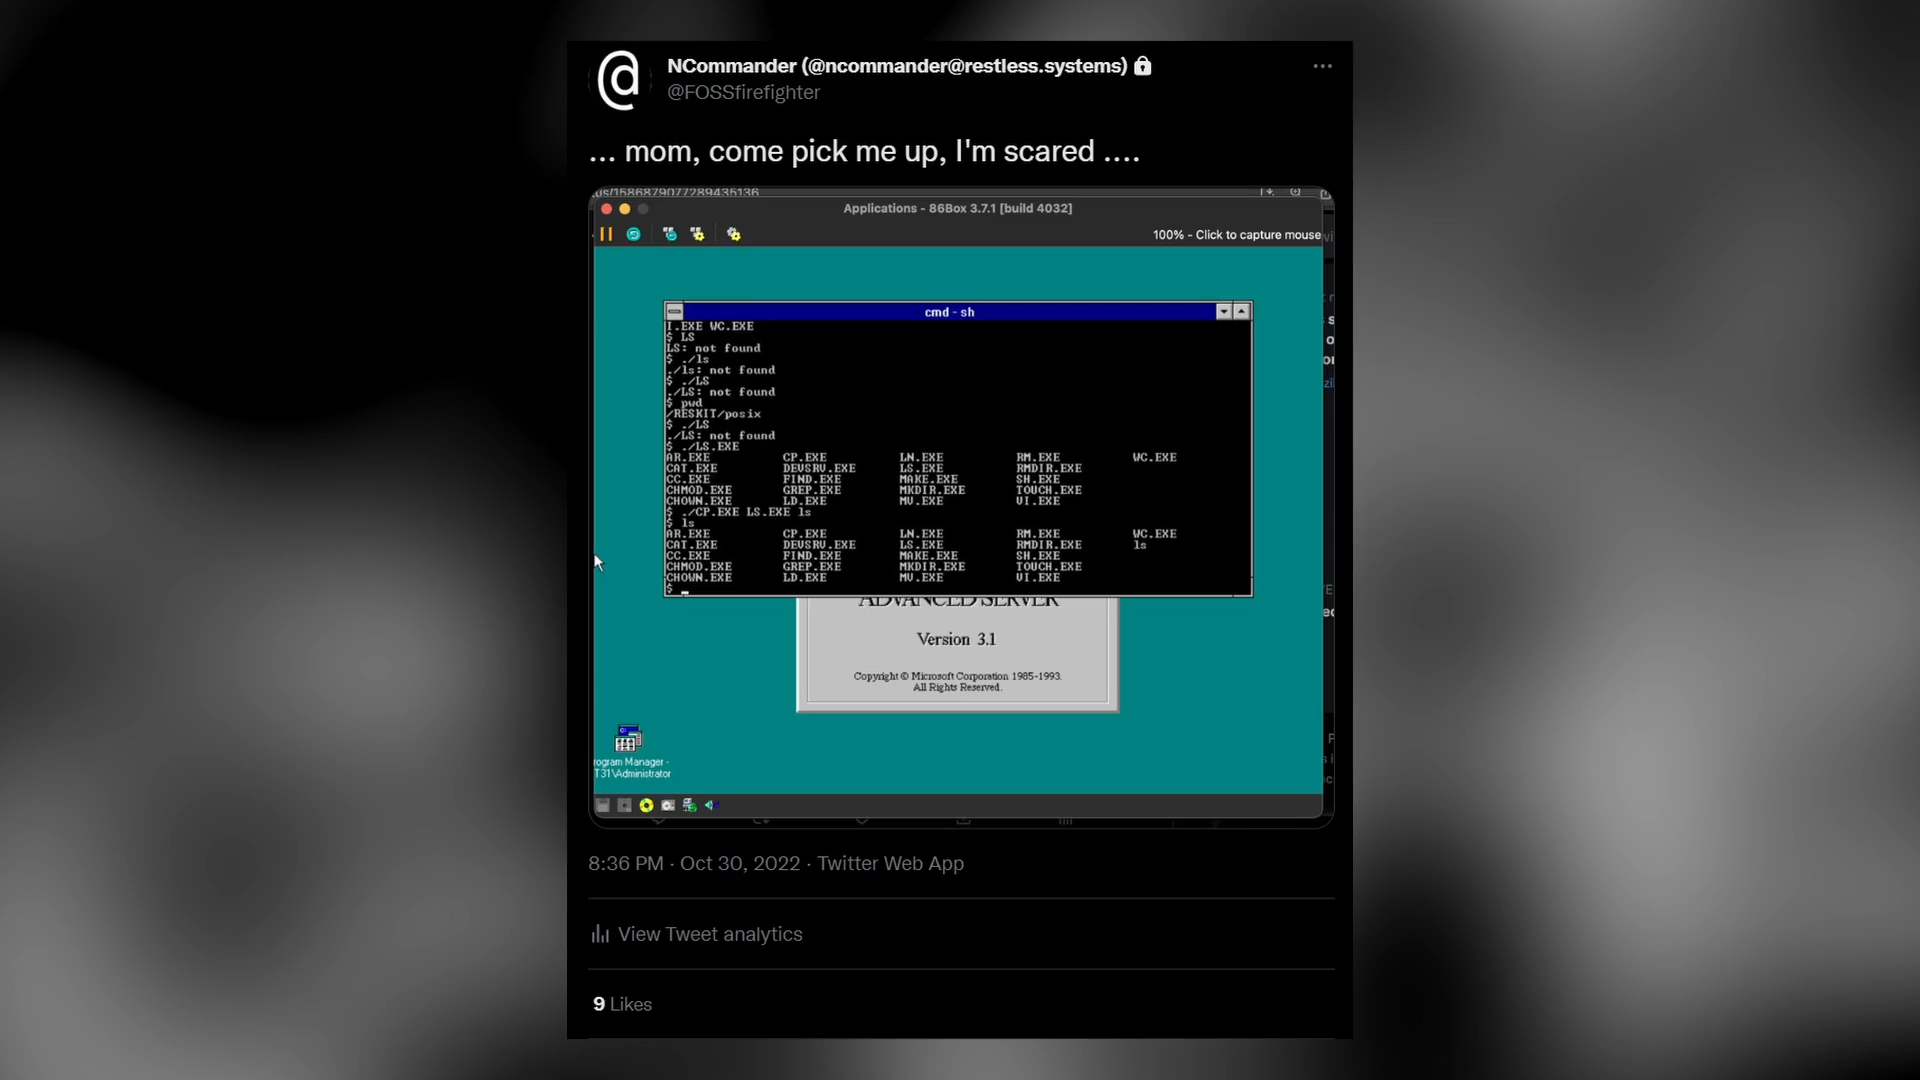 NCommander (@ncommander@restless.systems)
@FOSSfirefighter
... mom, come pick me up, I'm scared ....
us/1586879077289435136
Applications - 86Box 3.7.1 [build 4032]
100% - Click to capture mouse
cmd - sh
I.EXE WC.EXE
$ LS
LS: not found
$ ./ls
./ls: not found
$ ./LS
./LS: not found
$ pwd
/RESKIT/posix
$ ./LS
./LS: not found
$ ./LS.EXE
AR.EXE CP.EXE LN.EXE RM.EXE WC.EXE
CAT.EXE DEVSRV.EXE LS.EXE RMDIR.EXE
CC.EXE FIND.EXE MAKE.EXE SH.EXE
CHMOD.EXE GREP.EXE MKDIR.EXE TOUCH.EXE
CHOWN.EXE LD.EXE MV.EXE VI.EXE
$ ./CP.EXE LS.EXE ls
$ ls
AR.EXE CP.EXE LN.EXE RM.EXE WC.EXE
CAT.EXE DEVSRV.EXE LS.EXE RMDIR.EXE ls
CC.EXE FIND.EXE MAKE.EXE SH.EXE
CHMOD.EXE GREP.EXE MKDIR.EXE TOUCH.EXE
CHOWN.EXE LD.EXE MV.EXE VI.EXE
$ _
ADVANCED SERVER
Version 3.1
Copyright © Microsoft Corporation 1985-1993.
All Rights Reserved.
rogram Manager -
T31\Administrator
8:36 PM · Oct 30, 2022 · Twitter Web App
View Tweet analytics
9 Likes